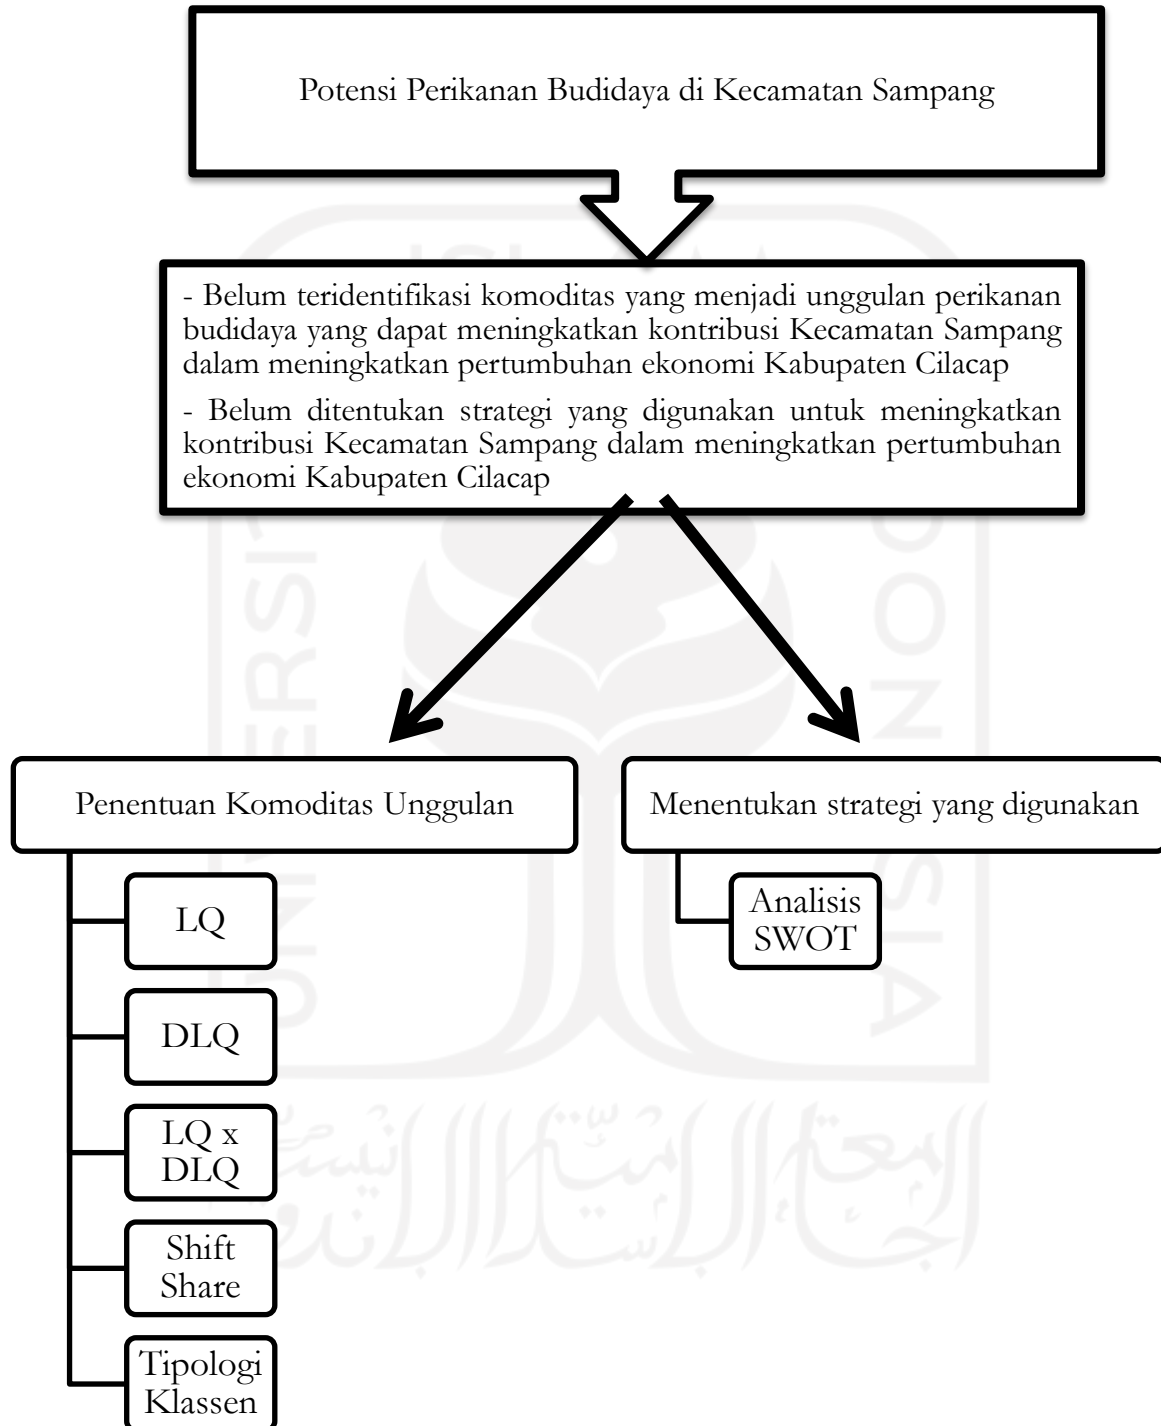 Potensi Perikanan Budidaya di Kecamatan Sampang
- Belum teridentifikasi komoditas yang menjadi unggulan perikanan
budidaya yang dapat meningkatkan kontribusi Kecamatan Sampang
dalam meningkatkan pertumbuhan ekonomi Kabupaten Cilacap
- Belum ditentukan strategi yang digunakan untuk meningkatkan
kontribusi Kecamatan Sampang dalam meningkatkan pertumbuhan
ekonomi Kabupaten Cilacap
Penentuan Komoditas Unggulan
LQ
DLQ
LQ x
DLQ
Shift
Share
Tipologi
Klassen
Menentukan strategi yang digunakan
Analisis
SWOT